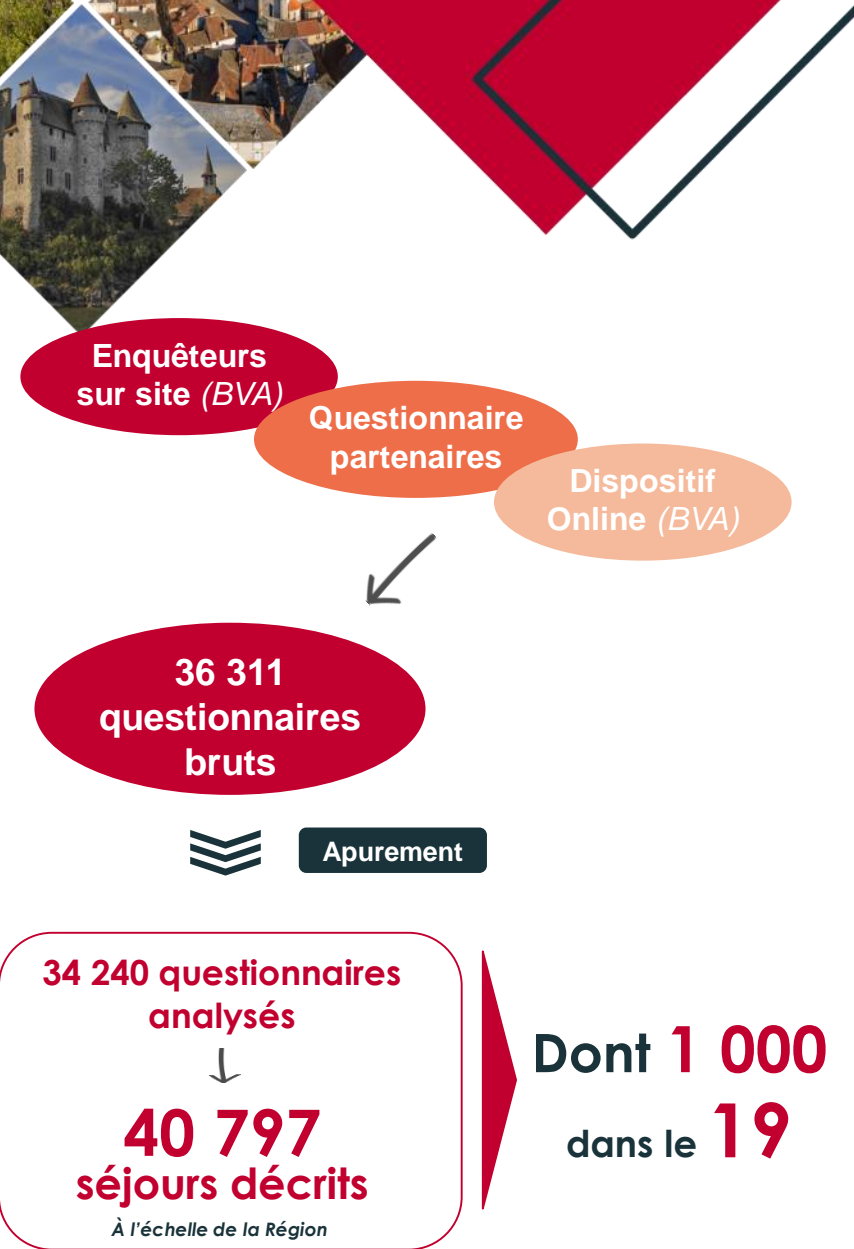 Enquêteurs
sur site (BVA)
Questionnaire
partenaires
Dispositif
Online (BVA)
36 311
questionnaires
bruts
Apurement
34 240 questionnaires
analysés
40 797
séjours décrits
À l'échelle de la Région
Dont 1 000
dans le 19